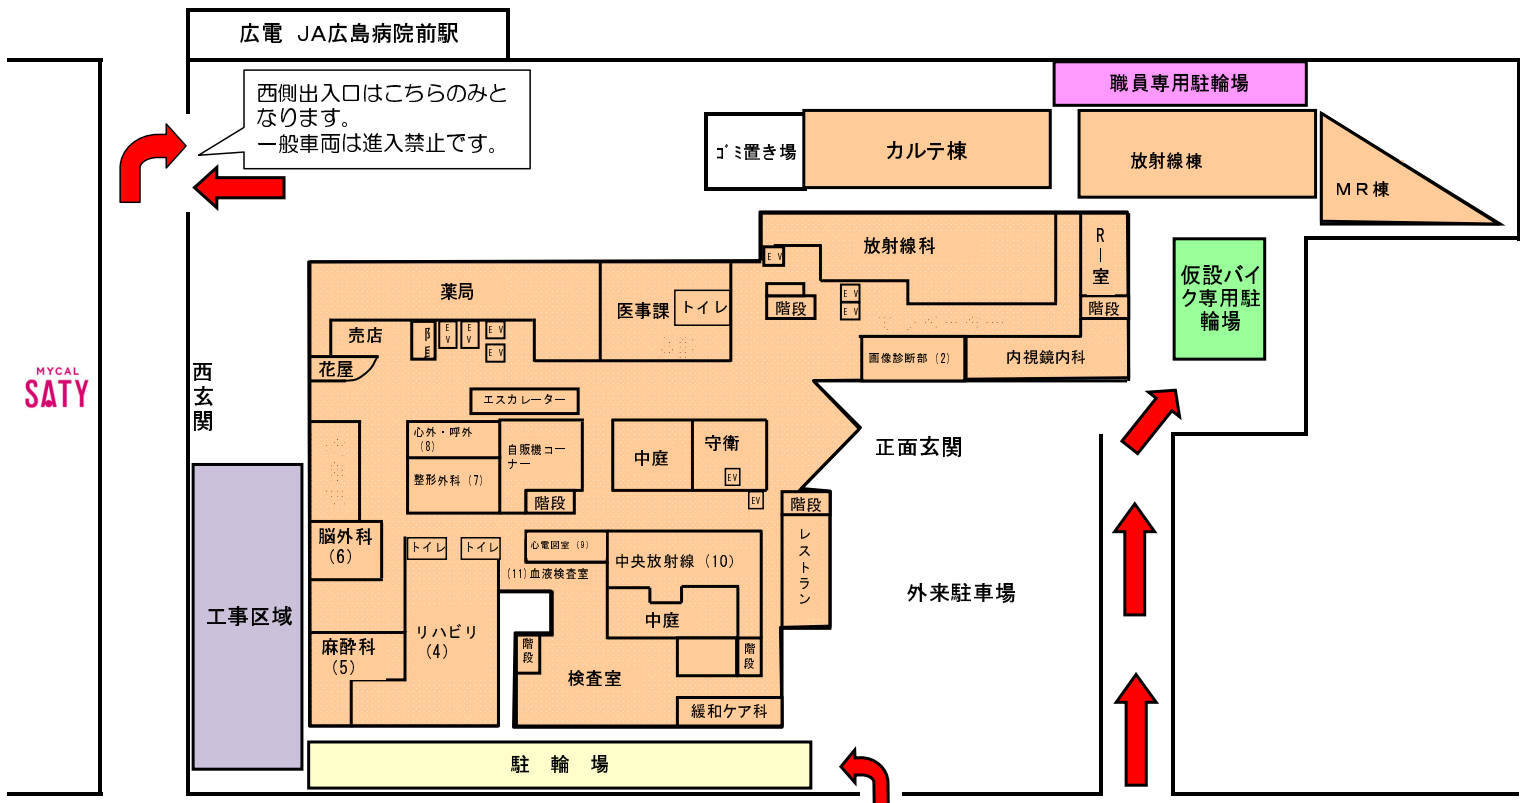 広電 JA広島病院前駅
西側出入口はこちらのみと
なります。
一般車両は進入禁止です。
職員専用駐輪場
ｺﾞﾐ置き場
カルテ棟
放射線棟
ＭＲ棟
放射線科
R
ー
室
EV
仮設バイ
ク専用駐
輪場
薬局
医事課
トイレ
階段
EV
EV
階段
売店
EV
EV
EV
EV
画像診断部(2)
内視鏡内科
花屋
MYCAL
SATY
西
玄
関
エスカレーター
心外・呼外
(8)
自販機コー
ナー
中庭
守衛
正面玄関
整形外科(7)
EV
階段
EV
階段
脳外科
(6)
トイレ
トイレ
心電図室(9)
中央放射線(10)
レ
ス
ト
ラ
ン
(11)血液検査室
外来駐車場
工事区域
中庭
麻酔科
(5)
リハビリ
(4)
階
段
階
段
検査室
緩和ケア科
駐 輪 場